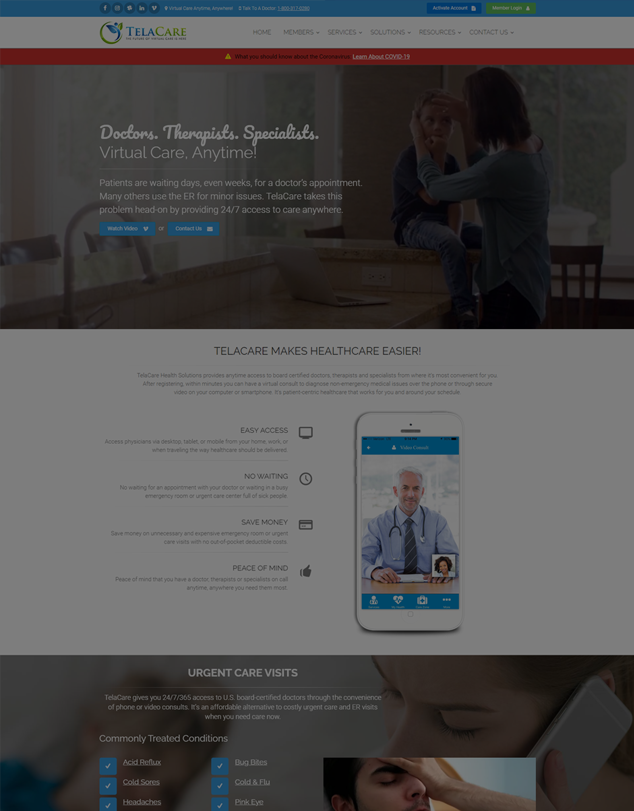 Virtual Care Anytime, Anywhere!
Talk To A Doctor:
Activate Account
Member Login
TELACARE
THE FUTURE OF VIRTUAL CARE IS HERE
HOME MEMBERS SERVICES SOLUTIONS RESOURCES CONTACT US
What you should know about the Coronavirus: Learn About COVID-19
Doctors. Therapists. Specialists.
Virtual Care, Anytime!
Patients are waiting days, even weeks, for a doctor's appointment.
Many others use the ER for minor issues. TelaCare takes this
problem head-on by providing 24/7 access to care anywhere.
Watch Video or Contact Us
TELACARE MAKES HEALTHCARE EASIER!
TelaCare Health Solutions provides anytime access to board certified doctors, therapists and specialists from where it's most convenient for you.
After registering, within minutes you can have a virtual consult to diagnose non-emergency medical issues over the phone or through secure
video on your computer or smartphone. It's patient-centric healthcare that works for you and around your schedule.
EASY ACCESS
Access physicians via desktop, tablet, or mobile from your home, work, or
when traveling the way healthcare should be delivered.
NO WAITING
No waiting for an appointment with your doctor or waiting in a busy
emergency room or urgent care center full of sick people.
SAVE MONEY
Save money on unnecessary and expensive emergency room or urgent
care visits with its out-of-pocket deductible costs.
PEACE OF MIND
Peace of mind that you have a doctor, therapists or specialists on call
anytime, anywhere you need them most.
Video Consult
URGENT CARE VISITS
TelaCare gives you 24/7/365 access to U.S. board-certified doctors through the convenience
of phone or video consults. It's an affordable alternative to costly urgent care and ER visits
when you need care now.
Commonly Treated Conditions
Acid Reflux
Bug Bites
Cold Sores
Cold & Flu
Headaches
Pink Eye